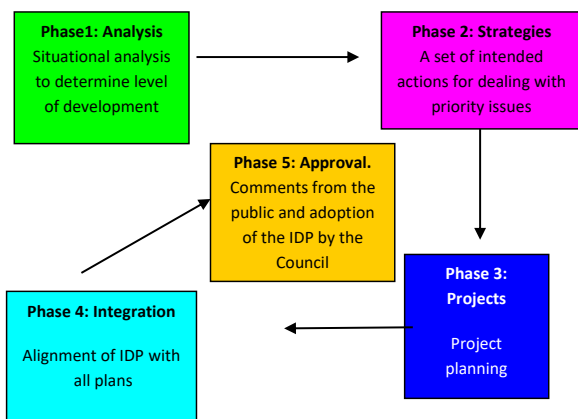 Phase1: Analysis
Situational analysis
to determine level
of development
Phase 2: Strategies
A set of intended
actions for dealing with
priority issues
Phase 5: Approval.
Comments from the
public and adoption
of the IDP by the
Council
Phase 3:
Projects
Project
planning
Phase 4: Integration
Alignment of IDP with
all plans